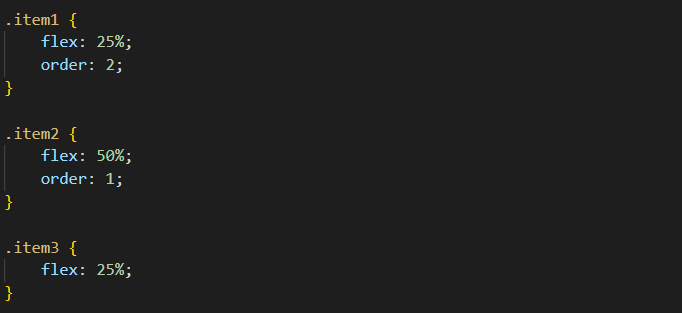 .item1 {
    flex: 25%;
    order: 2;
}

.item2 {
    flex: 50%;
    order: 1;
}

.item3 {
    flex: 25%;
}